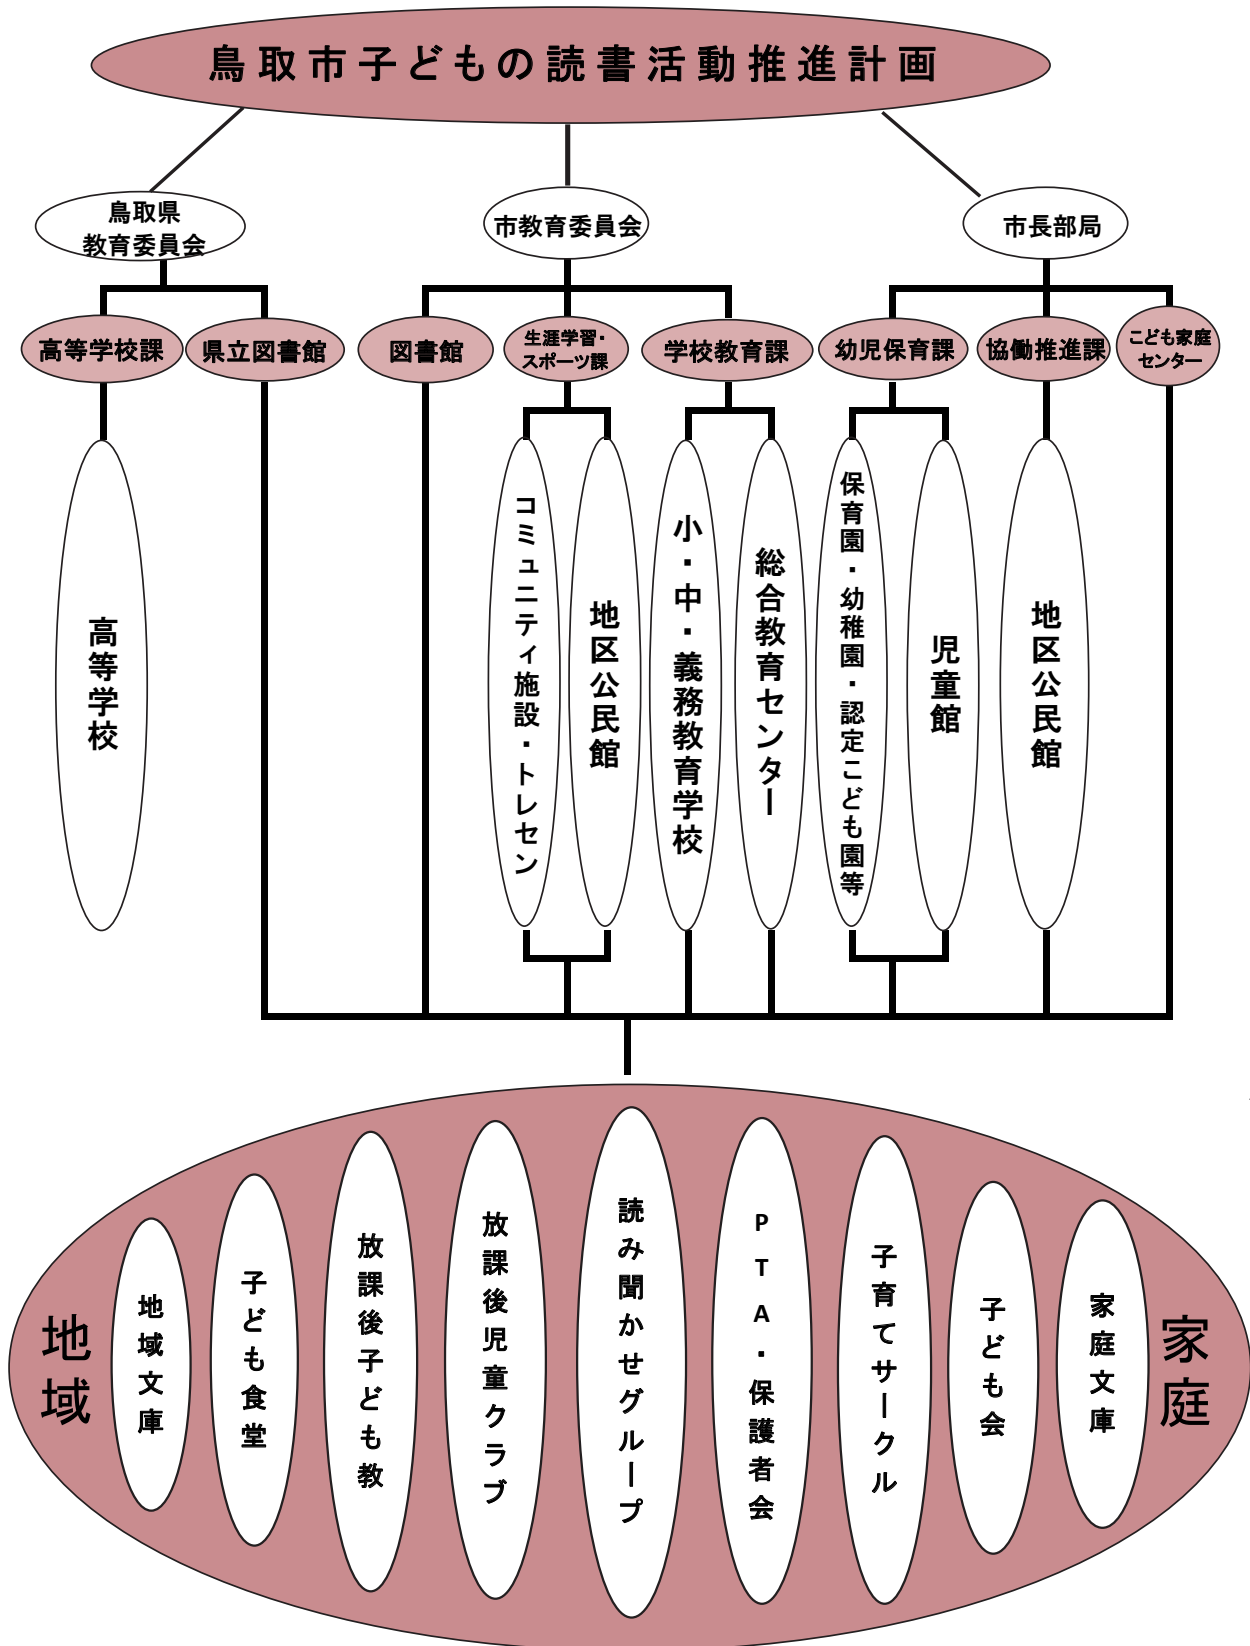 鳥取市子どもの読書活動推進計画
鳥取県
教育委員会
市教育委員会
市長部局
高等学校課
県立図書館
図書館
生涯学習・
スポーツ課
学校教育課
幼児保育課
協働推進課
こども家庭
センター
高等学校
コミュニティ施設・トレセン
地区公民館
小・中・義務教育学校
総合教育センター
保育園・幼稚園・認定こども園等
児童館
地区公民館
地域
地域文庫
子ども食堂
放課後子ども教
放課後児童クラブ
読み聞かせグループ
PTA・保護者会
子育てサークル
子ども会
家庭文庫
家庭